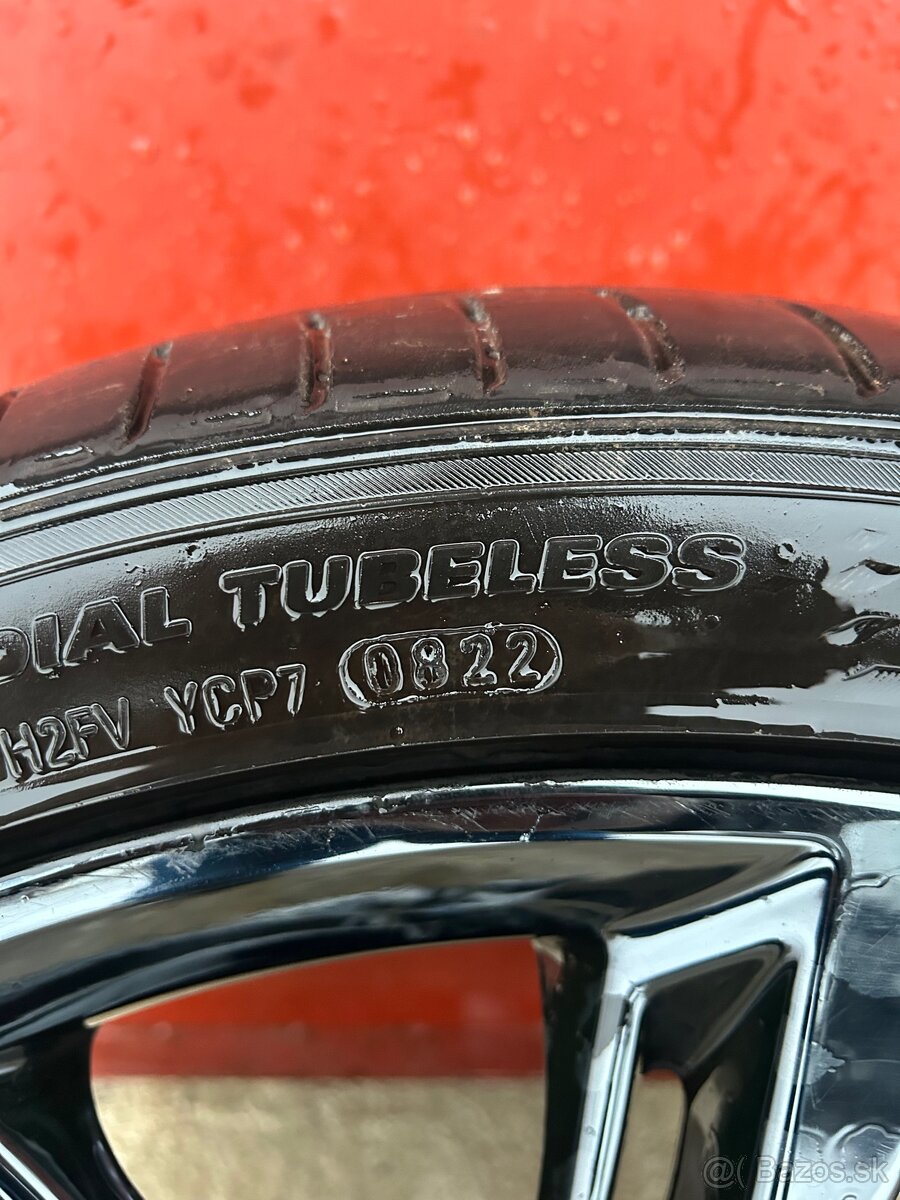 DIAL TUBELESS
H2FV YCP7 0822
@( Bazos.sk